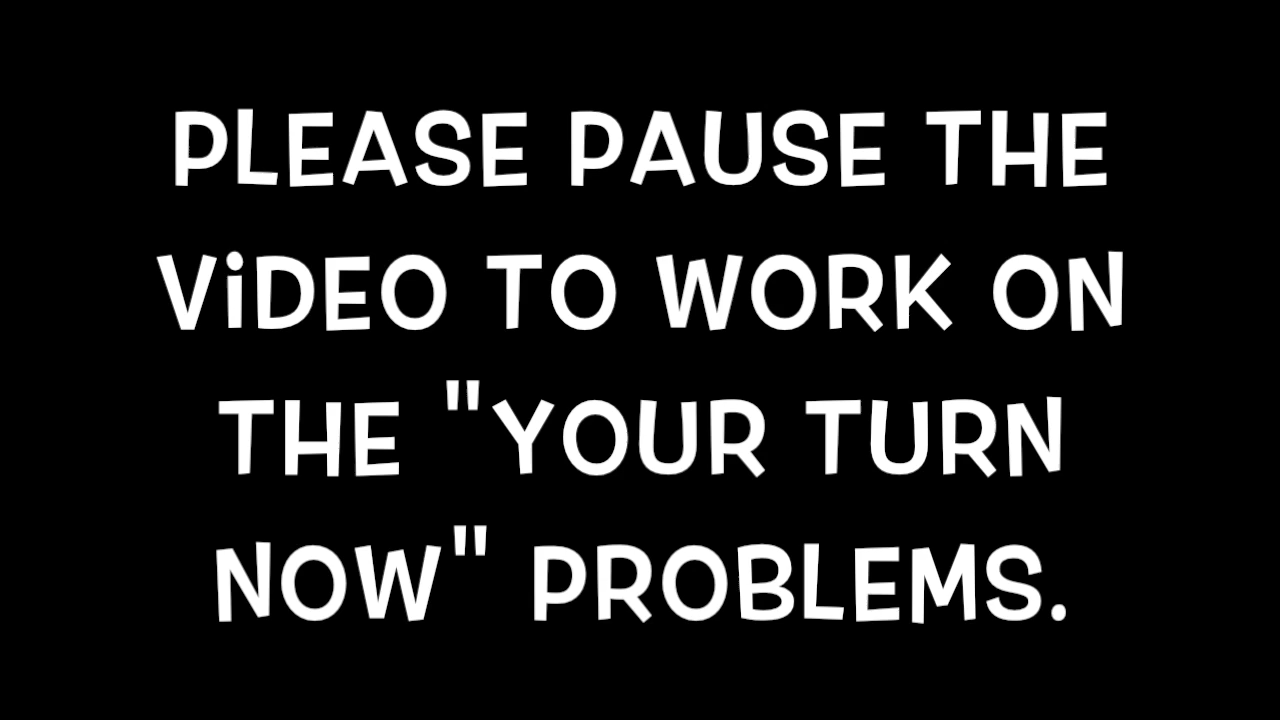 PLEASE PAUSE THE
ViDEO TO WORK ON
THE "YOUR TURN
NOW" PROBLEMS.